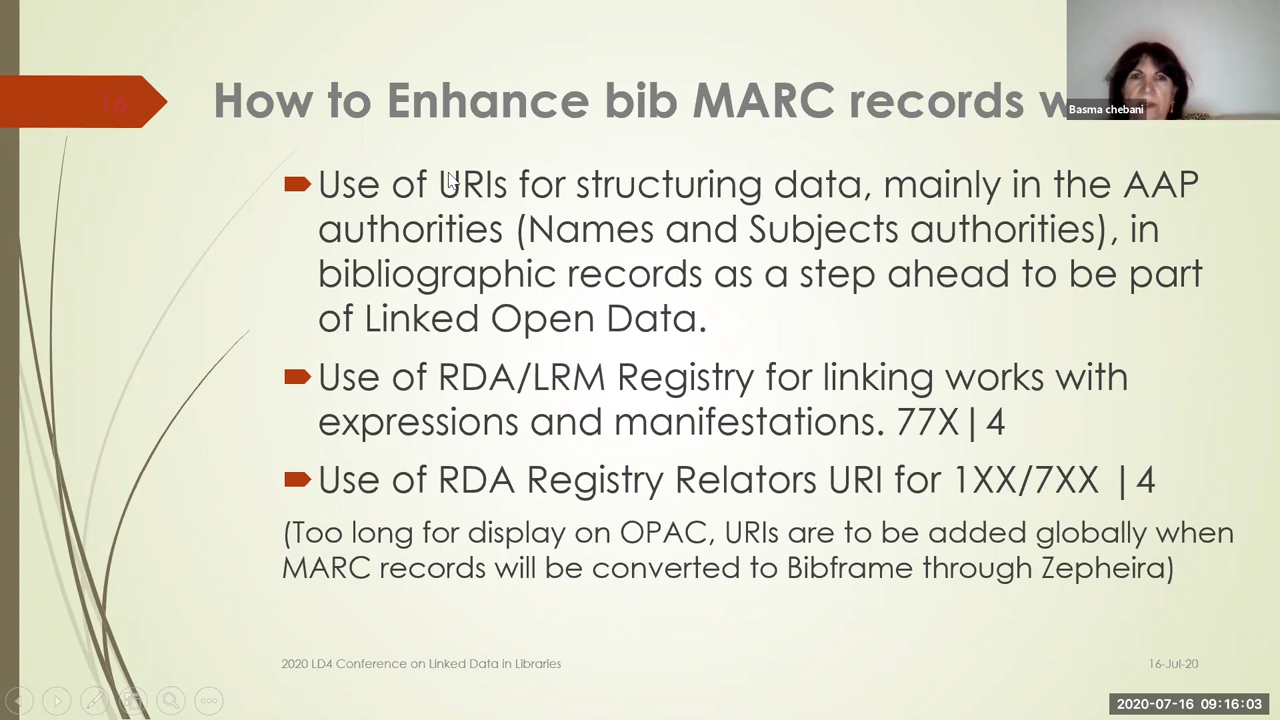 16
How to Enhance bib MARC records
Basma chebani
Use of URIs for structuring data, mainly in the AAP
authorities (Names and Subjects authorities), in
bibliographic records as a step ahead to be part
of Linked Open Data.
Use of RDA/LRM Registry for linking works with
expressions and manifestations. 77X|4
Use of RDA Registry Relators URI for 1XX/7XX |4
(Too long for display on OPAC, URIs are to be added globally when
MARC records will be converted to Bibframe through Zepheira)
2020 LD4 Conference on Linked Data in Libraries
16-Jul-20
2020-07-16 09:16:03